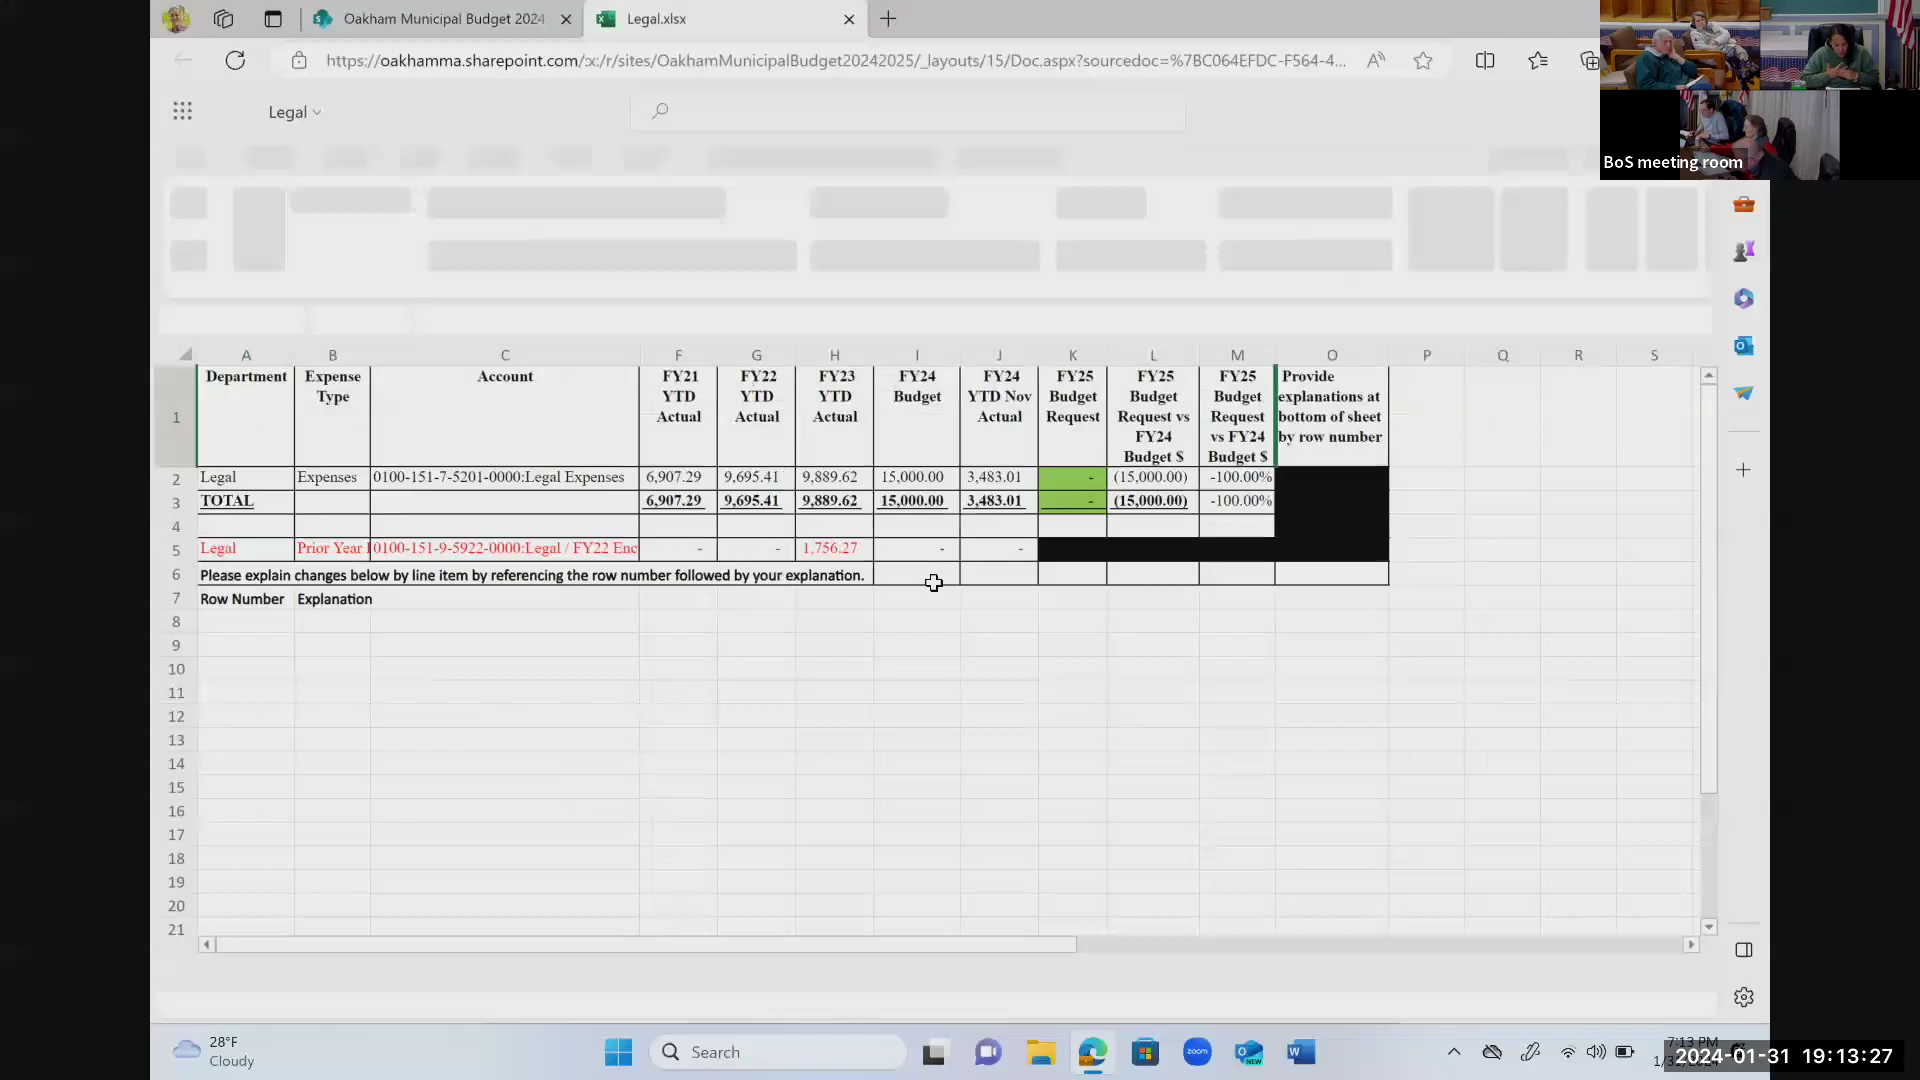 Oakham Municipal Budget 2024
Legal.xlsx
https://oakhamma.sharepoint.com/:x:/r/sites/OakhamMunicipalBudget20242025/_layouts/15/Doc.aspx?sourcedoc=%7BC064EFDC-F564-4...
Legal
BoS meeting room
A B C F G H I J K L M O P Q R S
Department Expense Type Account FY21 YTD Actual FY22 YTD Actual FY23 YTD Actual FY24 Budget FY24 YTD Nov Actual FY25 Budget Request FY25 Budget Request vs FY24 Budget $ FY25 Budget Request vs FY24 Budget $ Provide explanations at bottom of sheet by row number
1
2 Legal Expenses 0100-151-7-5201-0000:Legal Expenses 6,907.29 9,695.41 9,889.62 15,000.00 3,483.01 - (15,000.00) -100.00%
3 TOTAL 6,907.29 9,695.41 9,889.62 15,000.00 3,483.01 - (15,000.00) -100.00%
4
5 Legal Prior Year 0100-151-9-5922-0000:Legal / FY22 Enc - - 1,756.27 - -
6 Please explain changes below by line item by referencing the row number followed by your explanation.
7 Row Number Explanation
8
9
10
11
12
13
14
15
16
17
18
19
20
21
28°F
Cloudy
Search
zoom
NEW
7:13 PM
2024-01-31 19:13:27